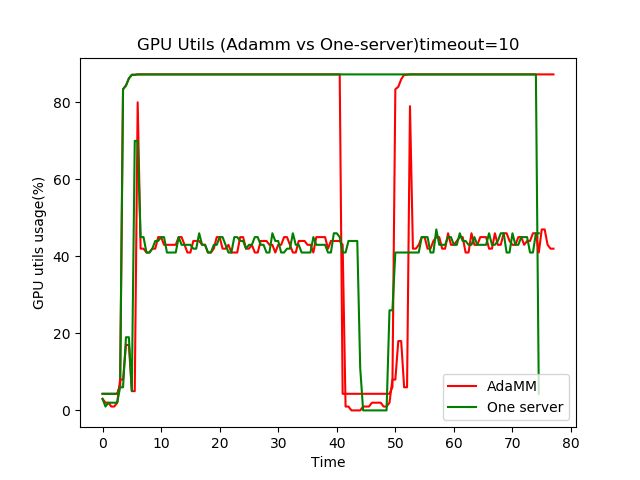 GPU Utils (Adamm vs One-server)timeout=10
GPU utils usage(%)
80
60
40
20
0
0 10 20 30 40 50 60 70 80
Time
AdaMM
One server